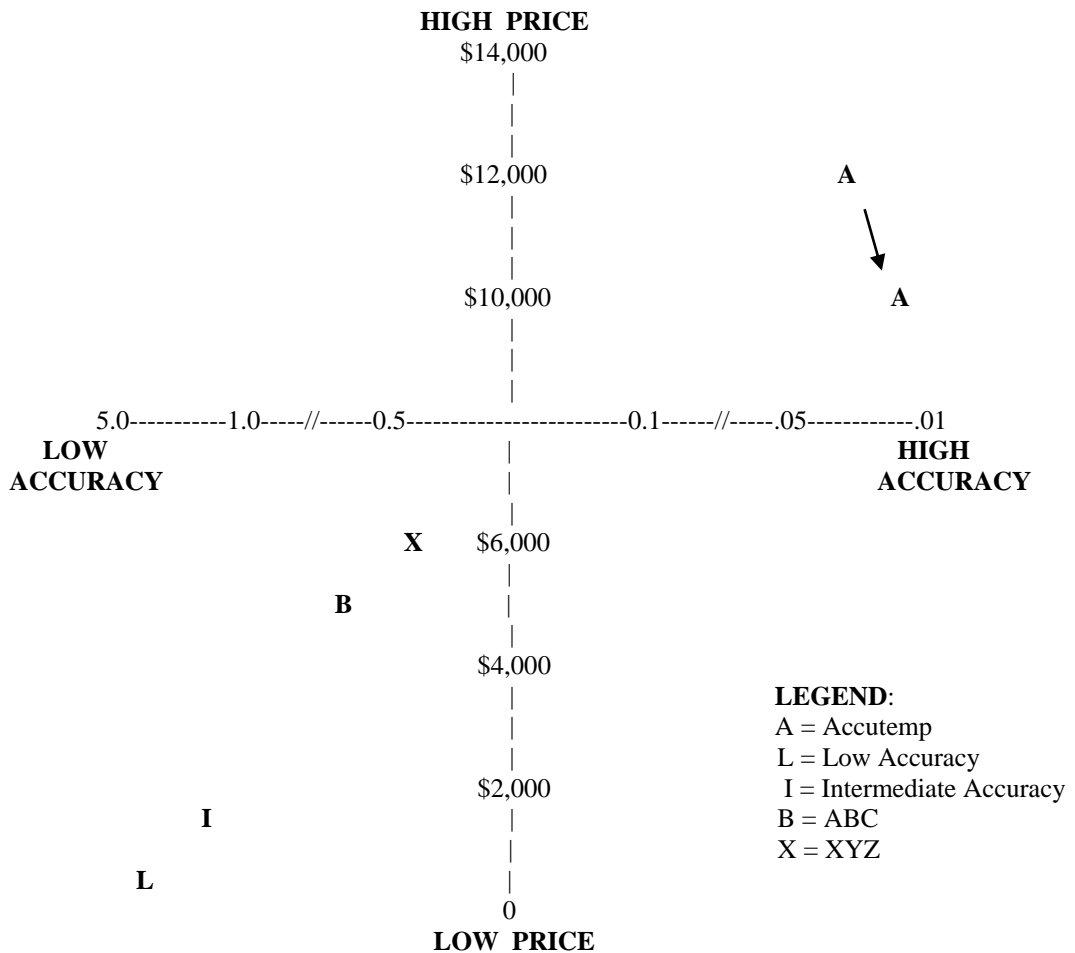 HIGH PRICE
$14,000
$12,000
A
$10,000
A
5.0-----------1.0-----//------0.5-------------------------0.1------//-----.05------------.01
LOW
ACCURACY
HIGH
ACCURACY
X
$6,000
B
$4,000
LEGEND:
A = Accutemp
L = Low Accuracy
I = Intermediate Accuracy
B = ABC
X = XYZ
$2,000
I
L
0
LOW PRICE